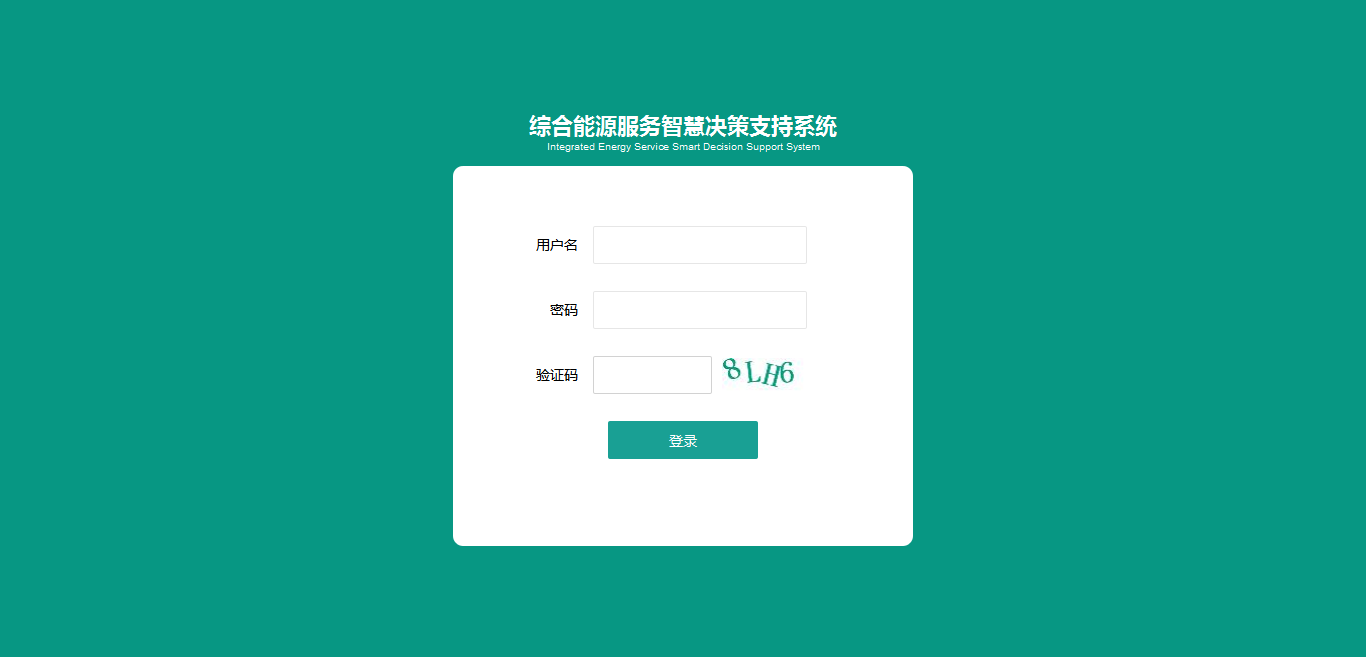 综合能源服务智慧决策支持系统
Integrated Energy Service Smart Decision Support System
用户名
密码
验证码 8LH6
登录